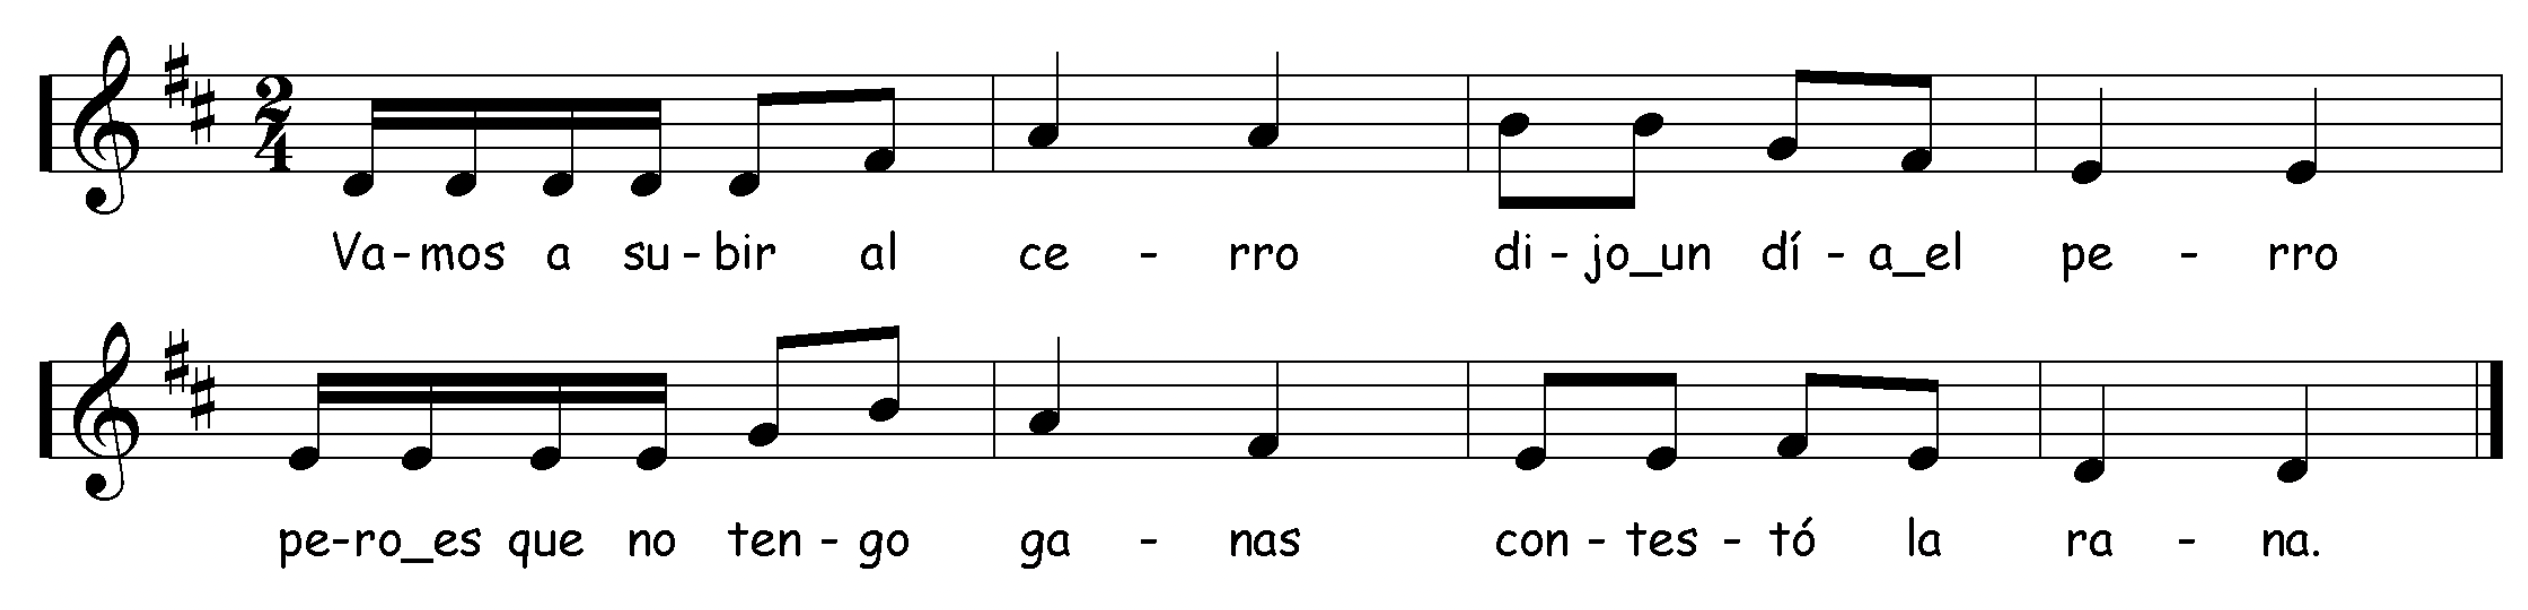 2
4
Va-mos a su-bir al ce - rro di - jo_un dí - a_el pe - rro
pe-ro_es que no ten - go ga - nas con - tes - tó la ra - na.